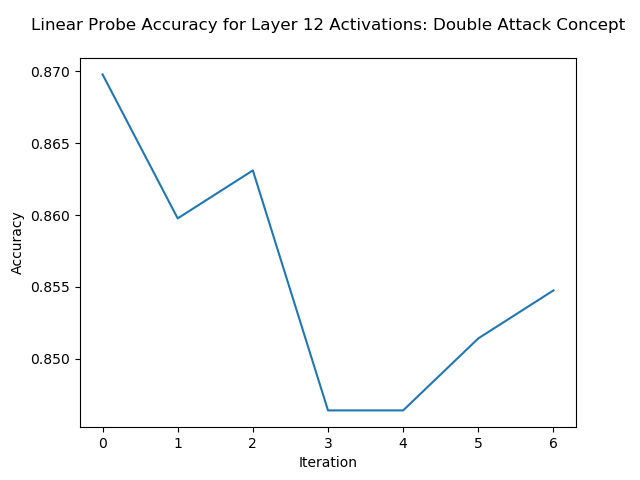 Linear Probe Accuracy for Layer 12 Activations: Double Attack Concept
0.870
0.865
0.860
0.855
0.850
Accuracy
0 1 2 3 4 5 6
Iteration